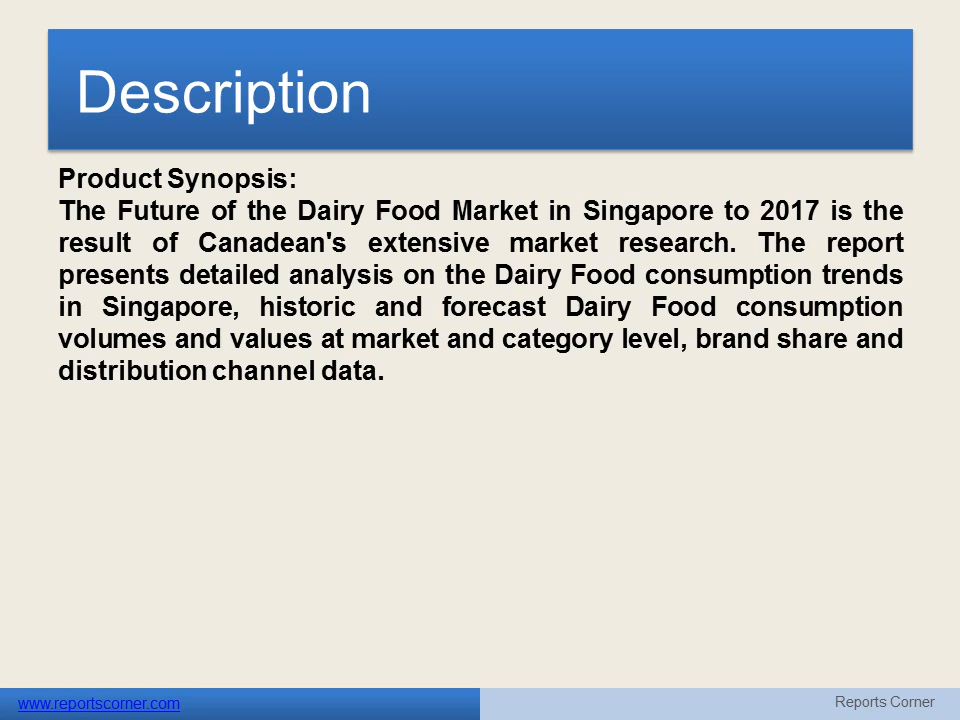 Description
Product Synopsis:
The Future of the Dairy Food Market in Singapore to 2017 is the
result of Canadean's extensive market research. The report
presents detailed analysis on the Dairy Food consumption trends
in Singapore, historic and forecast Dairy Food consumption
volumes and values at market and category level, brand share and
distribution channel data.
www.reportscorner.com
Reports Corner